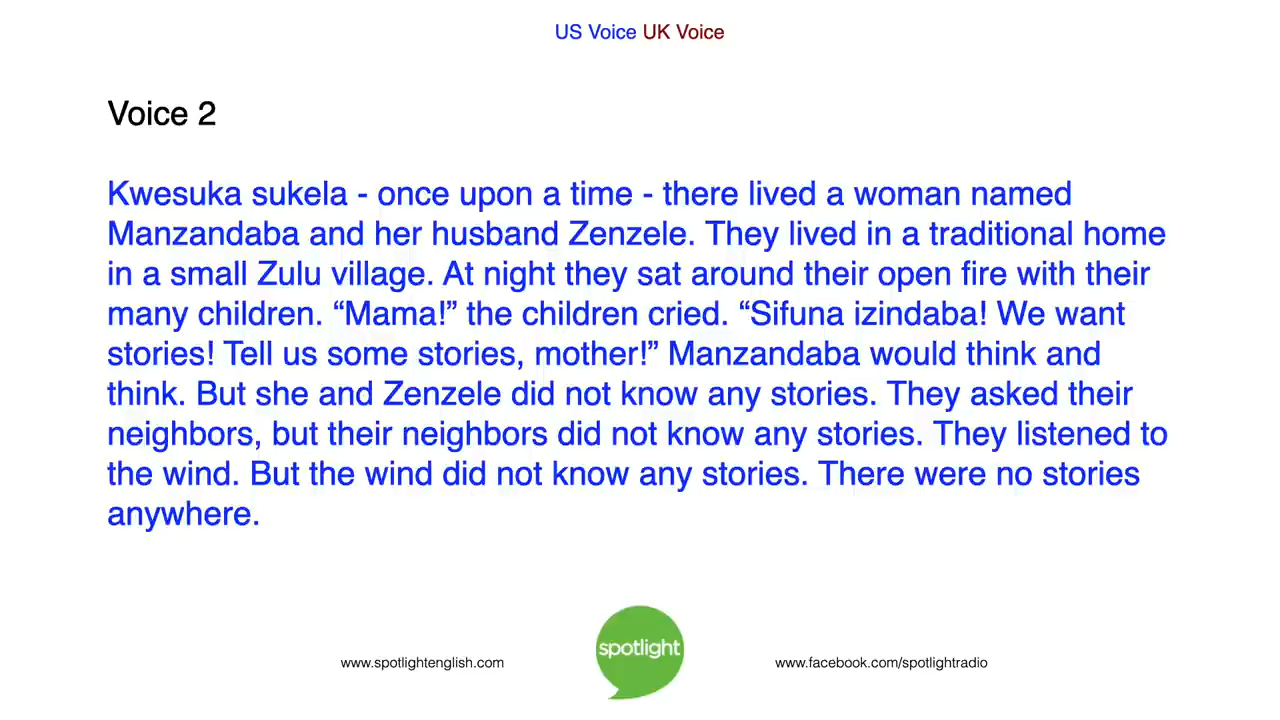 US Voice UK Voice
Voice 2
Kwesuka sukela - once upon a time - there lived a woman named
Manzandaba and her husband Zenzele. They lived in a traditional home
in a small Zulu village. At night they sat around their open fire with their
many children. “Mama!” the children cried. “Sifuna izindaba! We want
stories! Tell us some stories, mother!” Manzandaba would think and
think. But she and Zenzele did not know any stories. They asked their
neighbors, but their neighbors did not know any stories. They listened to
the wind. But the wind did not know any stories. There were no stories
anywhere.
spotlight
www.spotlightenglish.com
www.facebook.com/spotlightradio